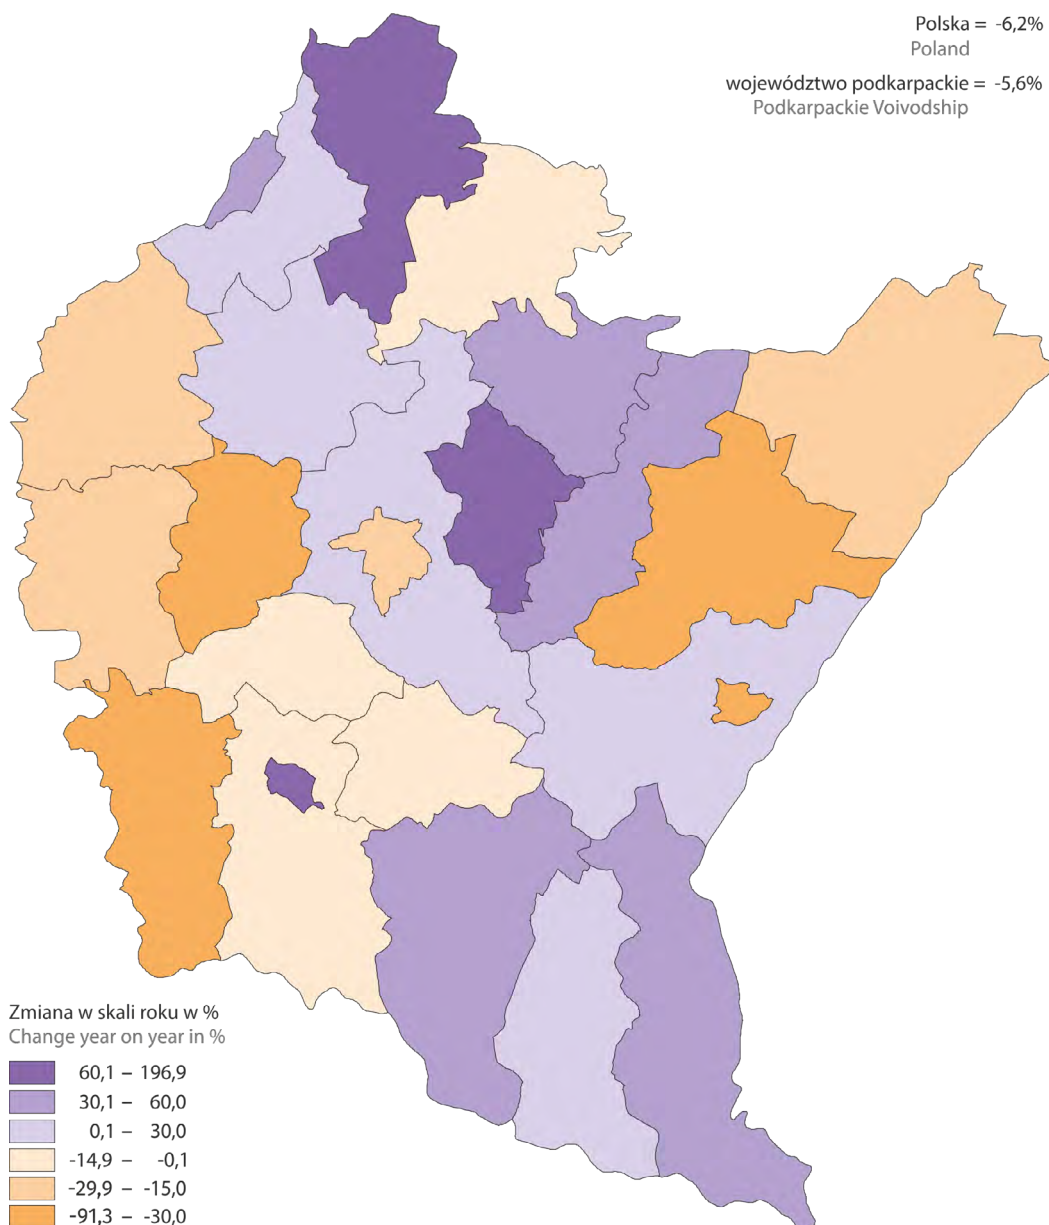 Polska = -6,2%
Poland
województwo podkarpackie = -5,6%
Podkarpackie Voivodship
Zmiana w skali roku w %
Change year on year in %
60,1 – 196,9
30,1 – 60,0
0,1 – 30,0
-14,9 – -0,1
-29,9 – -15,0
-91,3 – -30,0